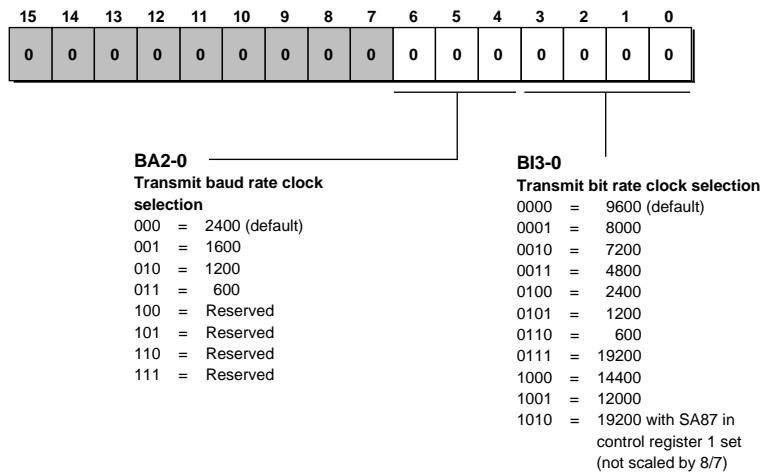 15 14 13 12 11 10 9 8 7 6 5 4 3 2 1 0
0 0 0 0 0 0 0 0 0 0 0 0 0 0 0 0
BA2-0
Transmit baud rate clock
selection
000 = 2400 (default)
001 = 1600
010 = 1200
011 = 600
100 = Reserved
101 = Reserved
110 = Reserved
111 = Reserved
BI3-0
Transmit bit rate clock selection
0000 = 9600 (default)
0001 = 8000
0010 = 7200
0011 = 4800
0100 = 2400
0101 = 1200
0110 = 600
0111 = 19200
1000 = 14400
1001 = 12000
1010 = 19200 with SA87 in
control register 1 set
(not scaled by 8/7)